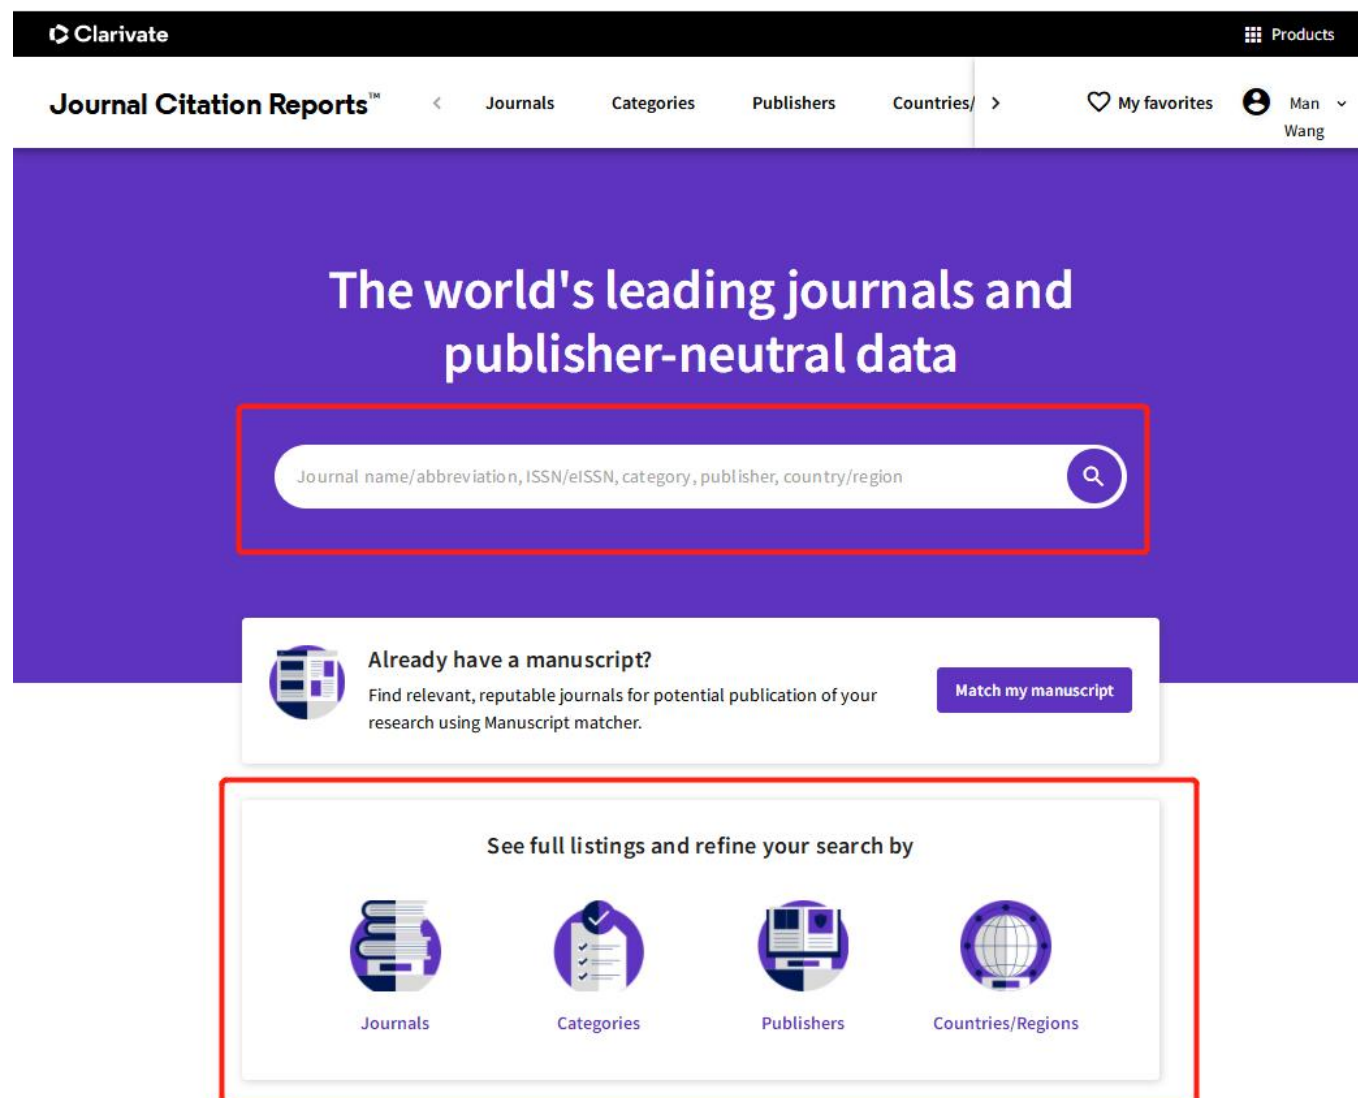 Clarivate
Products
Journal Citation Reports™
< Journals Categories Publishers Countries/ >
My favorites
Man
Wang
The world's leading journals and
publisher-neutral data
Journal name/abbreviation, ISSN/eISSN, category, publisher, country/region
Already have a manuscript?
Find relevant, reputable journals for potential publication of your
research using Manuscript matcher.
Match my manuscript
See full listings and refine your search by
Journals
Categories
Publishers
Countries/Regions